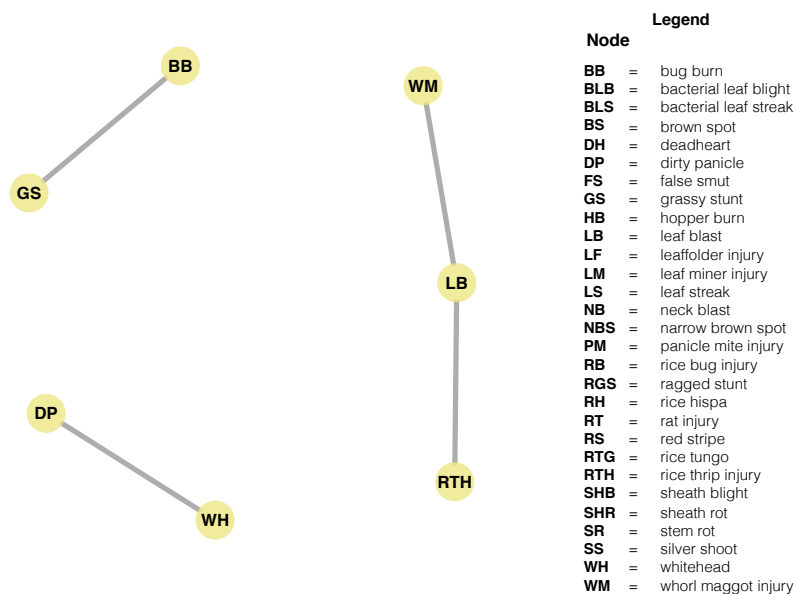 BB
GS
WM
LB
RTH
DP
WH
Legend
Node
BB = bug burn
BLB = bacterial leaf blight
BLS = bacterial leaf streak
BS = brown spot
DH = deadheart
DP = dirty panicle
FS = false smut
GS = grassy stunt
HB = hopper burn
LB = leaf blast
LF = leaffolder injury
LM = leaf miner injury
LS = leaf streak
NB = neck blast
NBS = narrow brown spot
PM = panicle mite injury
RB = rice bug injury
RGS = ragged stunt
RH = rice hispa
RT = rat injury
RS = red stripe
RTG = rice tungo
RTH = rice thrip injury
SHB = sheath blight
SHR = sheath rot
SR = stem rot
SS = silver shoot
WH = whitehead
WM = whorl maggot injury